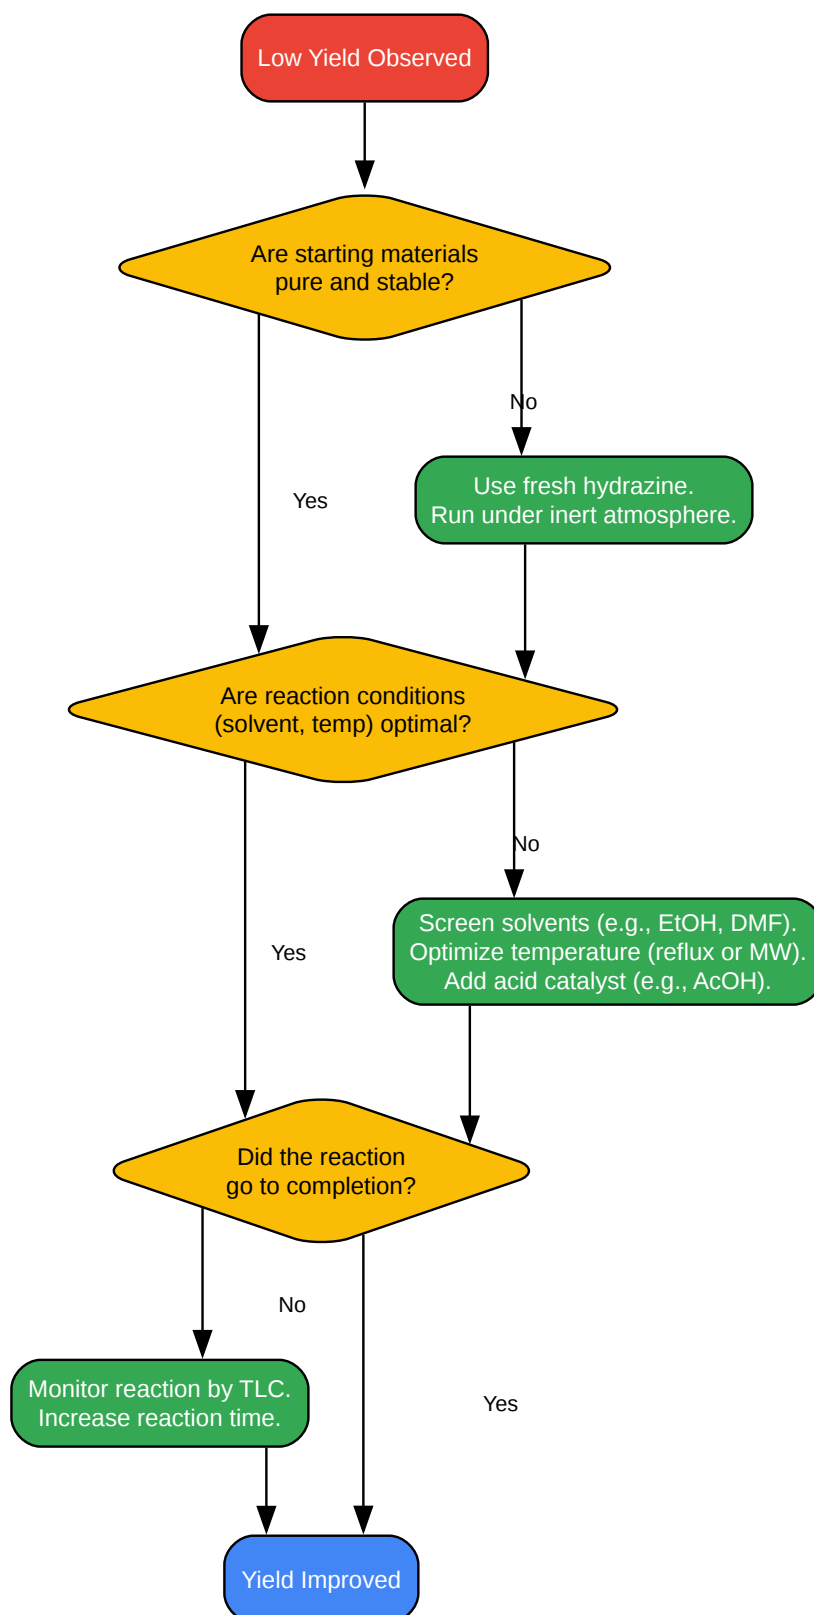 Low Yield Observed
Are starting materials
pure and stable?
No
Use fresh hydrazine.
Run under inert atmosphere.
Yes
Are reaction conditions
(solvent, temp) optimal?
No
Screen solvents (e.g., EtOH, DMF).
Optimize temperature (reflux or MW).
Add acid catalyst (e.g., AcOH).
Yes
Did the reaction
go to completion?
No
Monitor reaction by TLC.
Increase reaction time.
Yes
Yield Improved